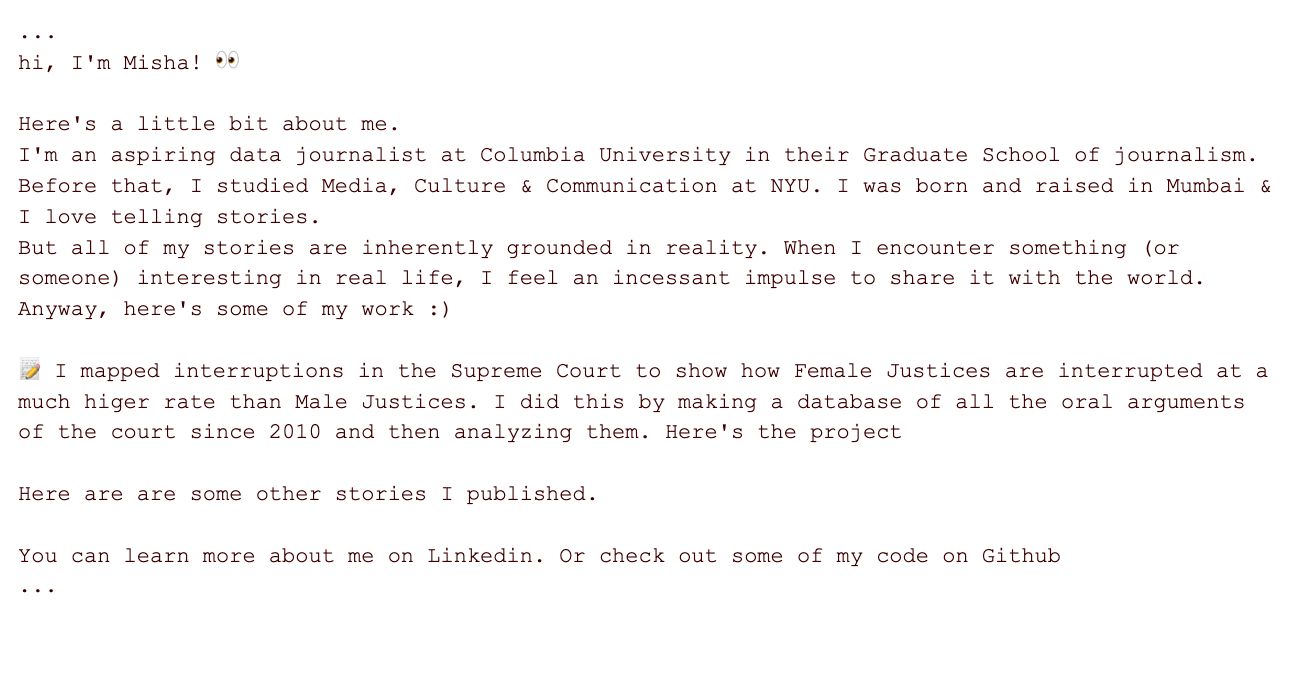 ...
hi, I'm Misha! 👀
Here's a little bit about me.
I'm an aspiring data journalist at Columbia University in their Graduate School of journalism.
Before that, I studied Media, Culture & Communication at NYU. I was born and raised in Mumbai &
I love telling stories.
But all of my stories are inherently grounded in reality. When I encounter something (or
someone) interesting in real life, I feel an incessant impulse to share it with the world.
Anyway, here's some of my work :)
📝 I mapped interruptions in the Supreme Court to show how Female Justices are interrupted at a
much higer rate than Male Justices. I did this by making a database of all the oral arguments
of the court since 2010 and then analyzing them. Here's the project
Here are are some other stories I published.
You can learn more about me on Linkedin. Or check out some of my code on Github
...